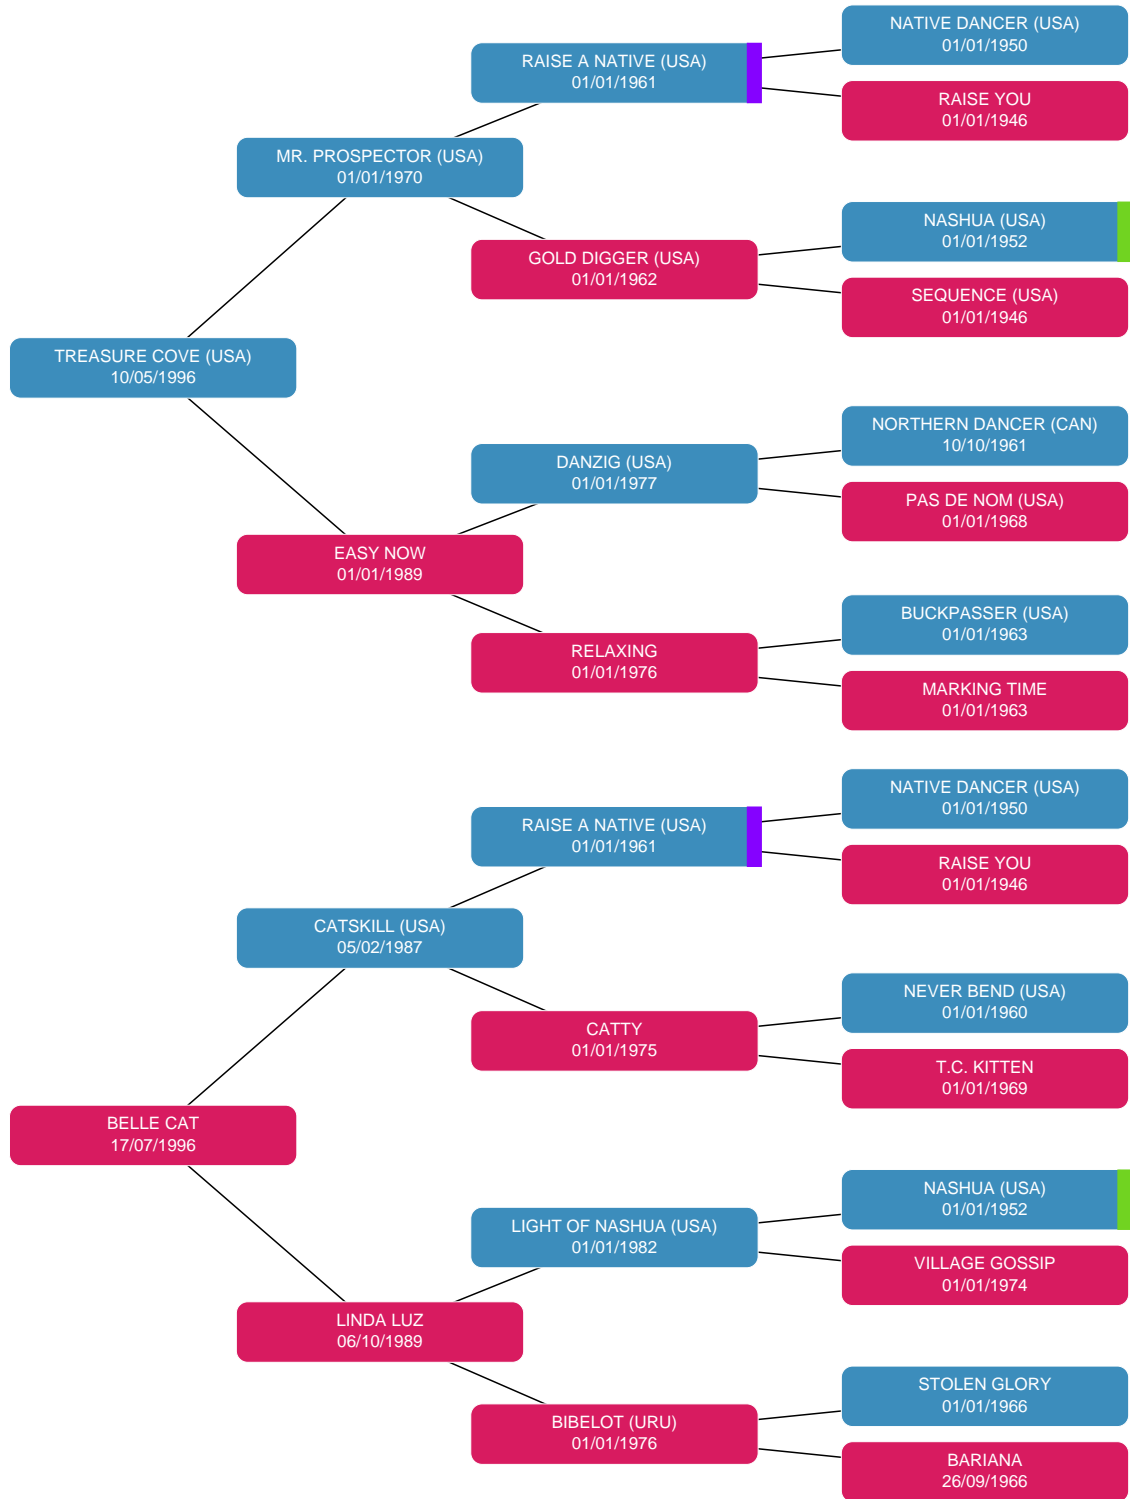 NATIVE DANCER (USA)
01/01/1950
RAISE A NATIVE (USA)
01/01/1961
RAISE YOU
01/01/1946
MR. PROSPECTOR (USA)
01/01/1970
NASHUA (USA)
01/01/1952
GOLD DIGGER (USA)
01/01/1962
SEQUENCE (USA)
01/01/1946
TREASURE COVE (USA)
10/05/1996
NORTHERN DANCER (CAN)
10/10/1961
DANZIG (USA)
01/01/1977
PAS DE NOM (USA)
01/01/1968
EASY NOW
01/01/1989
BUCKPASSER (USA)
01/01/1963
RELAXING
01/01/1976
MARKING TIME
01/01/1963
NATIVE DANCER (USA)
01/01/1950
RAISE A NATIVE (USA)
01/01/1961
RAISE YOU
01/01/1946
CATSKILL (USA)
05/02/1987
NEVER BEND (USA)
01/01/1960
CATTY
01/01/1975
T.C. KITTEN
01/01/1969
BELLE CAT
17/07/1996
NASHUA (USA)
01/01/1952
LIGHT OF NASHUA (USA)
01/01/1982
VILLAGE GOSSIP
01/01/1974
LINDA LUZ
06/10/1989
STOLEN GLORY
01/01/1966
BIBELOT (URU)
01/01/1976
BARIANA
26/09/1966